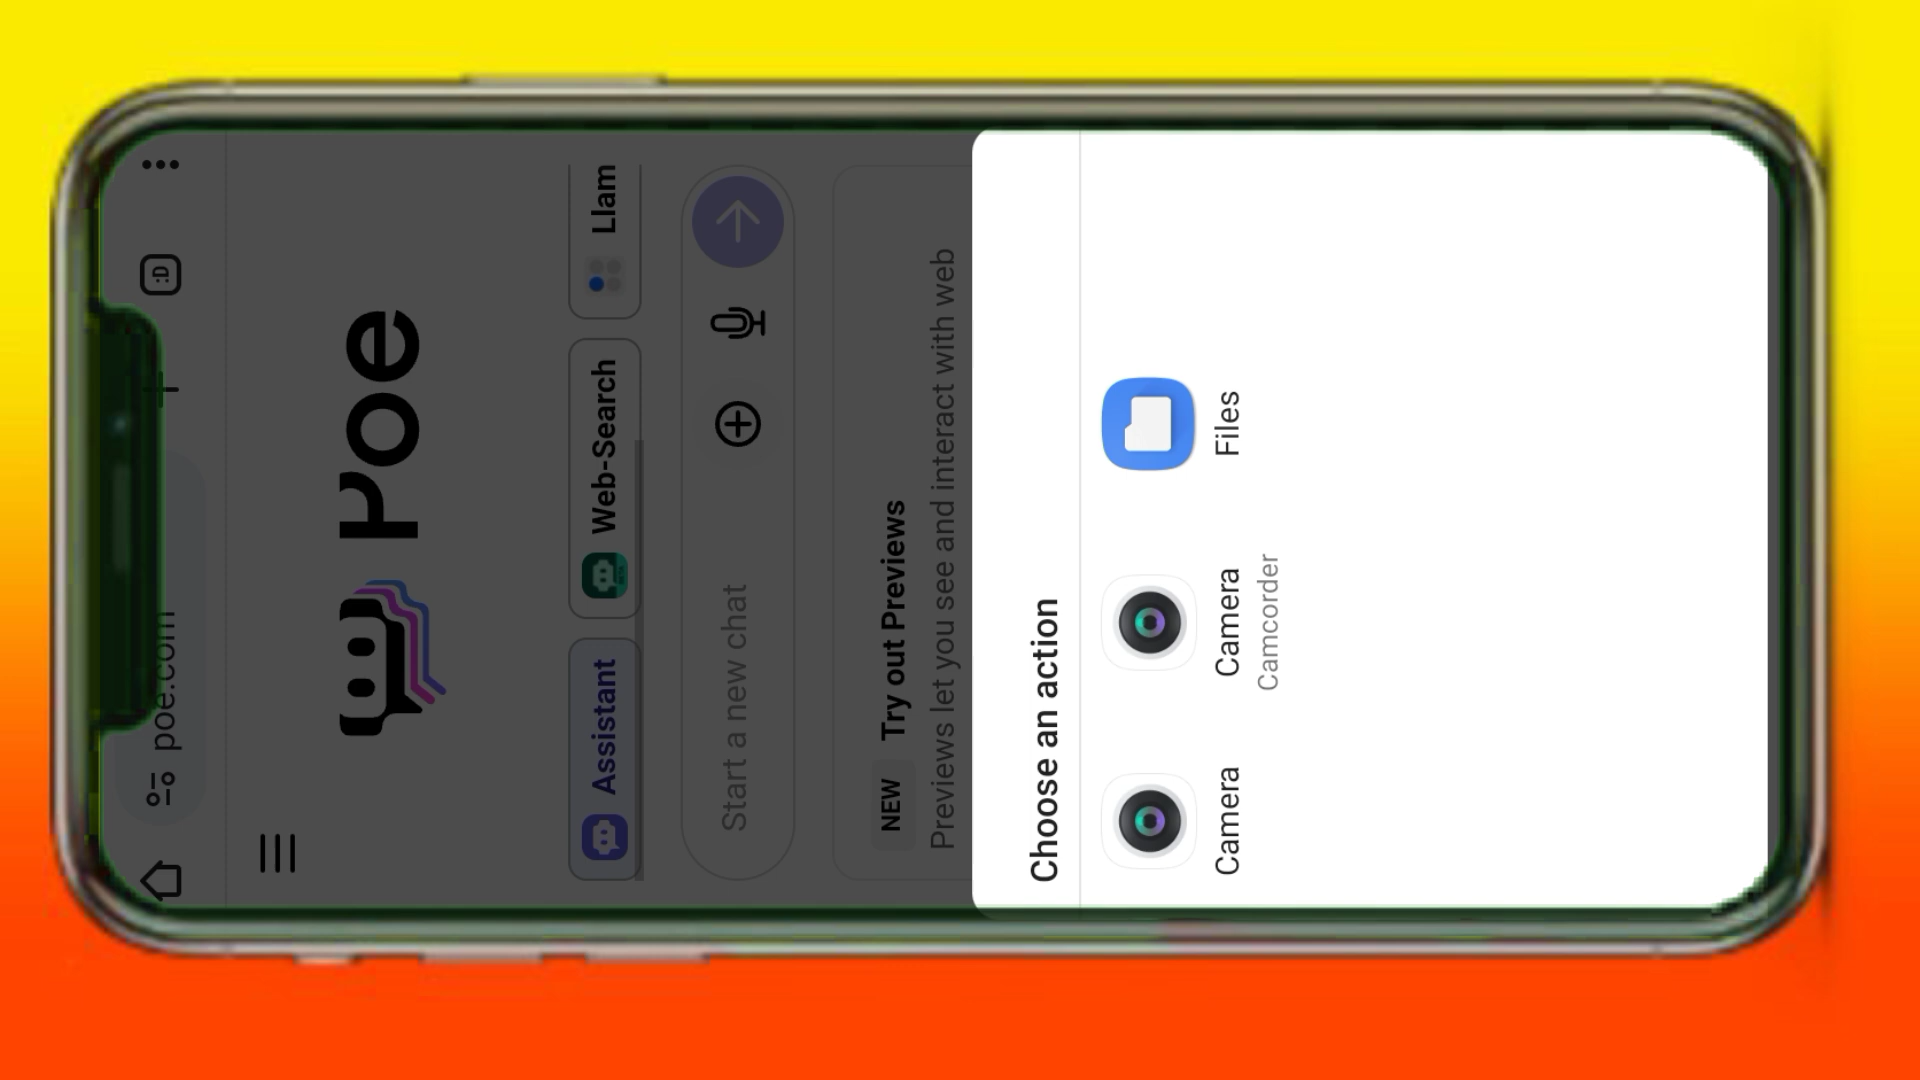 poe.com
:D
Poe
Assistant
Web-Search
Llam
Start a new chat
NEW
Try out Previews
Previews let you see and interact with web
Choose an action
Camera
Camera
Camcorder
Files